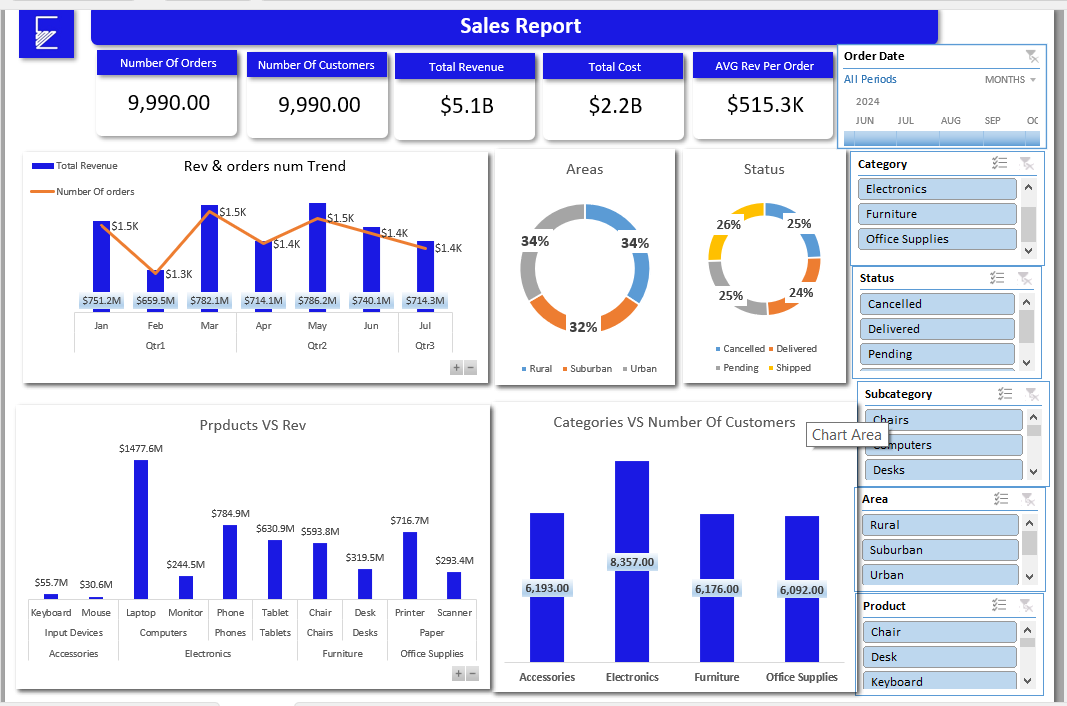 Sales Report
Number Of Orders
9,990.00
Number Of Customers
9,990.00
Total Revenue
$5.1B
Total Cost
$2.2B
AVG Rev Per Order
$515.3K
Order Date
All Periods
MONTHS
2024
JUN JUL AUG SEP OC
Rev & orders num Trend
Total Revenue
Number Of orders
$1.5K
$1.3K
$1.5K
$1.4K
$1.5K
$1.4K
$1.4K
$751.2M $659.5M $782.1M $714.1M $786.2M $740.1M $714.3M
Jan Feb Mar Apr May Jun Jul
Qtr1 Qtr2 Qtr3
+ −
Areas
34% 34%
32%
Rural Suburban Urban
Status
26% 25%
25% 24%
Cancelled Delivered
Pending Shipped
Category
Electronics
Furniture
Office Supplies
Status
Cancelled
Delivered
Pending
Prpducts VS Rev
$55.7M
$30.6M
$1477.6M
$244.5M
$784.9M
$630.9M
$593.8M
$319.5M
$716.7M
$293.4M
Keyboard Mouse Laptop Monitor Phone Tablet Chair Desk Printer Scanner
Input Devices Computers Phones Tablets Chairs Desks Paper
Accessories Electronics Furniture Office Supplies
+ −
Categories VS Number Of Customers
6,193.00
8,357.00
6,176.00
6,092.00
Accessories Electronics Furniture Office Supplies
Chart Area
Subcategory
Chairs
Computers
Desks
Area
Rural
Suburban
Urban
Product
Chair
Desk
Keyboard